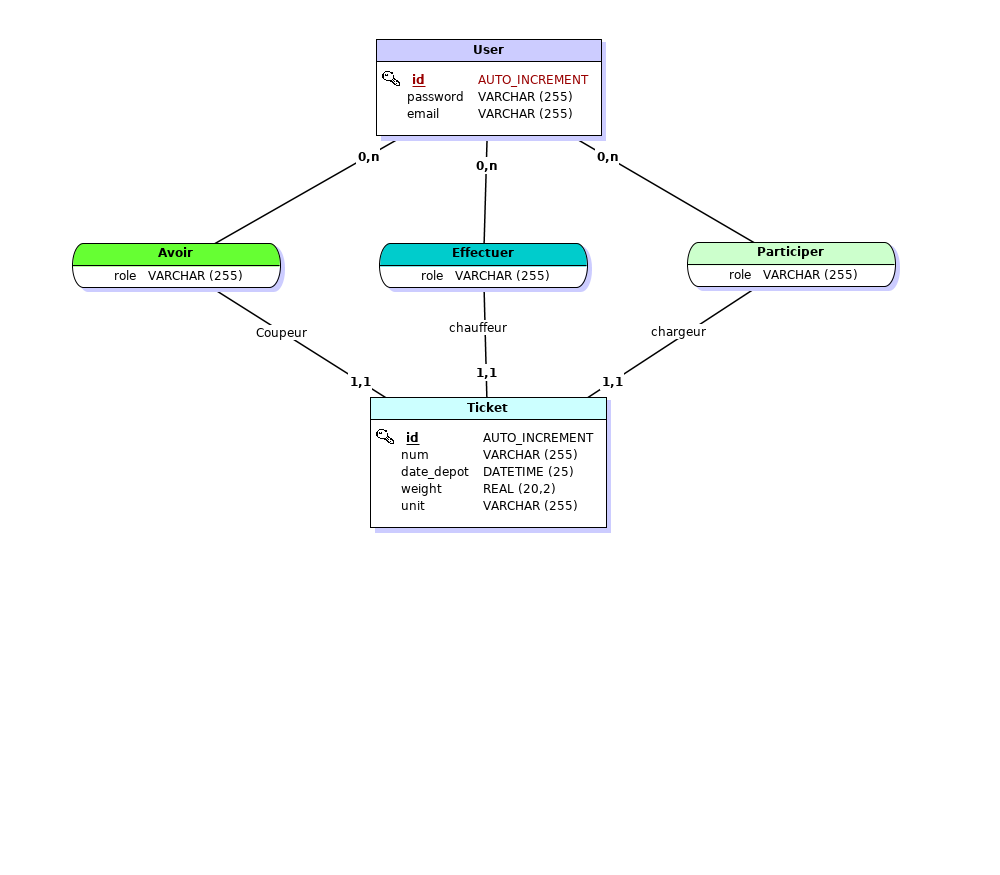 User
id AUTO_INCREMENT
password VARCHAR (255)
email VARCHAR (255)
0,n 0,n 0,n
Avoir Effectuer Participer
role VARCHAR (255) role VARCHAR (255) role VARCHAR (255)
Coupeur chauffeur chargeur
1,1 1,1 1,1
Ticket
id AUTO_INCREMENT
num VARCHAR (255)
date_depot DATETIME (25)
weight REAL (20,2)
unit VARCHAR (255)